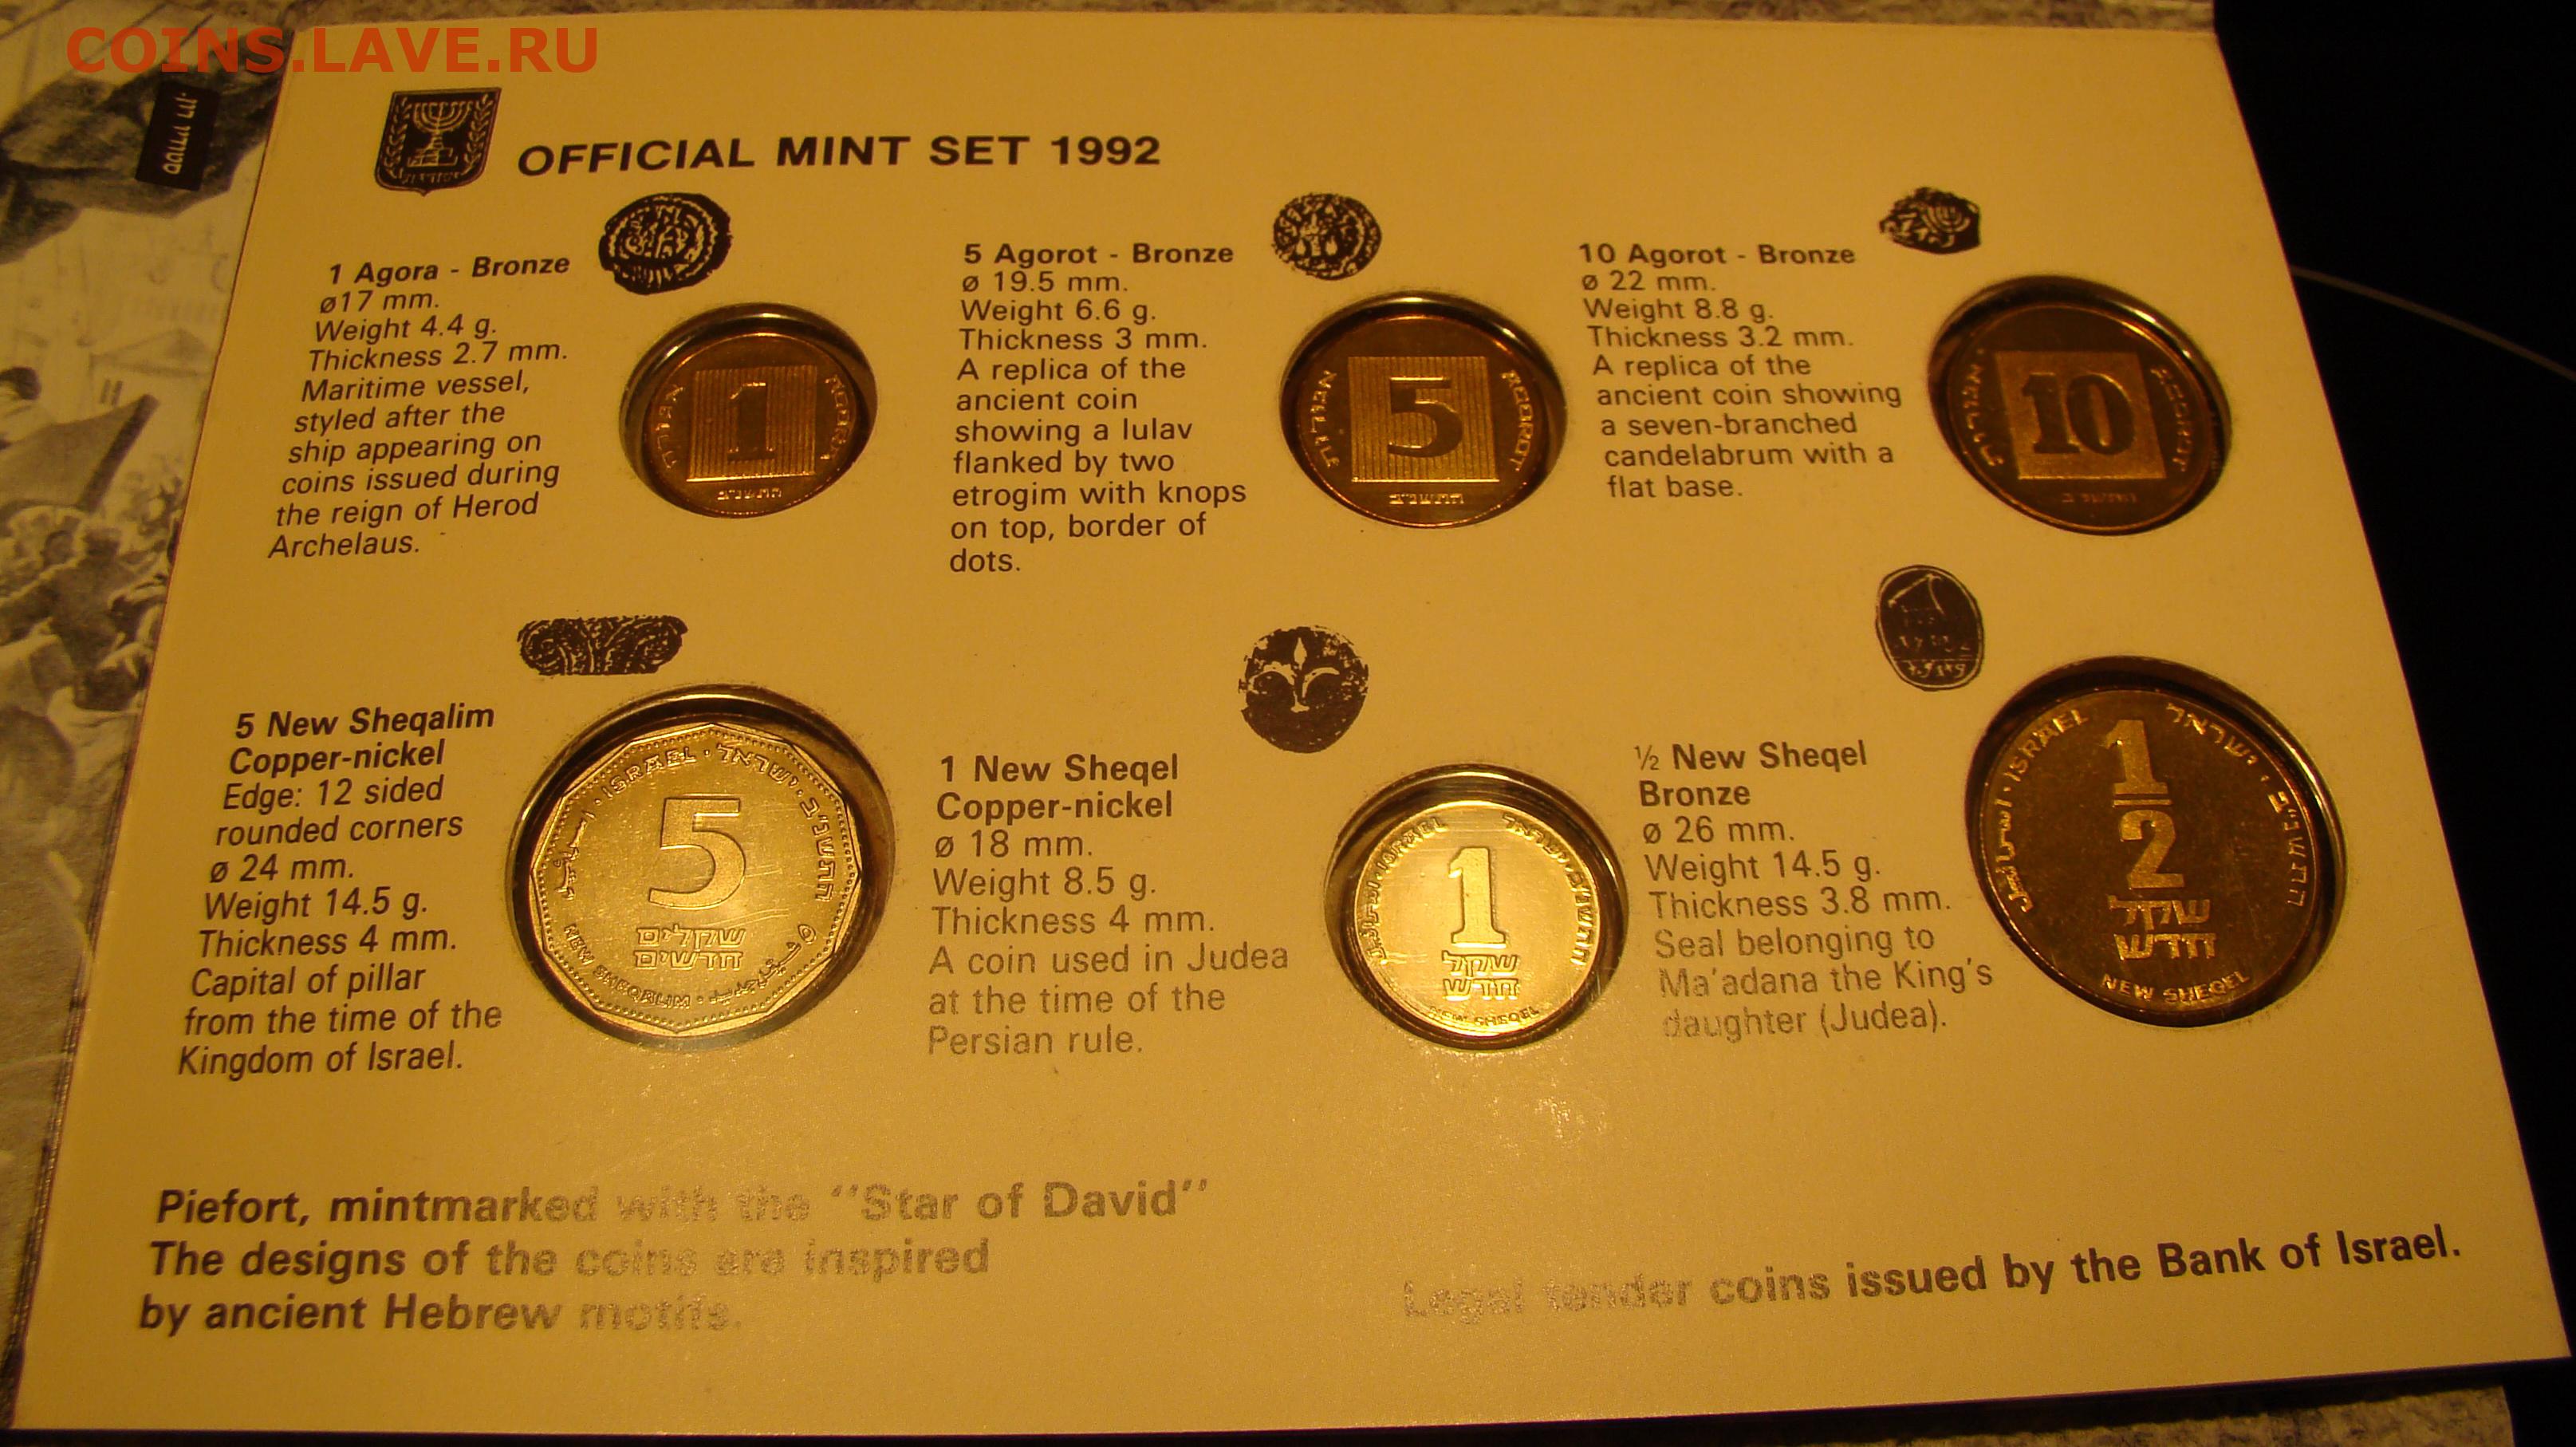 COINS.LAVE.RU
OFFICIAL MINT SET 1992
1 Agora - Bronze
ø17 mm.
Weight 4.4 g.
Thickness 2.7 mm.
Maritime vessel,
styled after the
ship appearing on
coins issued during
the reign of Herod
Archelaus.
1
התשנ״ב
5 Agorot - Bronze
ø 19.5 mm.
Weight 6.6 g.
Thickness 3 mm.
A replica of the
ancient coin
showing a lulav
flanked by two
etrogim with knops
on top, border of
dots.
אגורות
5
התשנ״ב
10 Agorot - Bronze
ø 22 mm.
Weight 8.8 g.
Thickness 3.2 mm.
A replica of the
ancient coin showing
a seven-branched
candelabrum with a
flat base.
אגורות
10
5 New Sheqalim
Copper-nickel
Edge: 12 sided
rounded corners
ø 24 mm.
Weight 14.5 g.
Thickness 4 mm.
Capital of pillar
from the time of the
Kingdom of Israel.
ISRAEL · ישראל · התשנ״ב
5
שקלים
חדשים
NEW SHEQALIM
1 New Sheqel
Copper-nickel
ø 18 mm.
Weight 8.5 g.
Thickness 4 mm.
A coin used in Judea
at the time of the
Persian rule.
ISRAEL ישראל התשנ״ב
1
שקל
חדש
NEW SHEQEL
½ New Sheqel
Bronze
ø 26 mm.
Weight 14.5 g.
Thickness 3.8 mm.
Seal belonging to
Ma'adana the King's
daughter (Judea).
اسرائيل · ISRAEL ישראל · התשנ״ב
1
2
שקל
חדש
NEW SHEQEL
Piefort, mintmarked with the "Star of David"
The designs of the coins are inspired
by ancient Hebrew motifs.
Legal tender coins issued by the Bank of Israel.